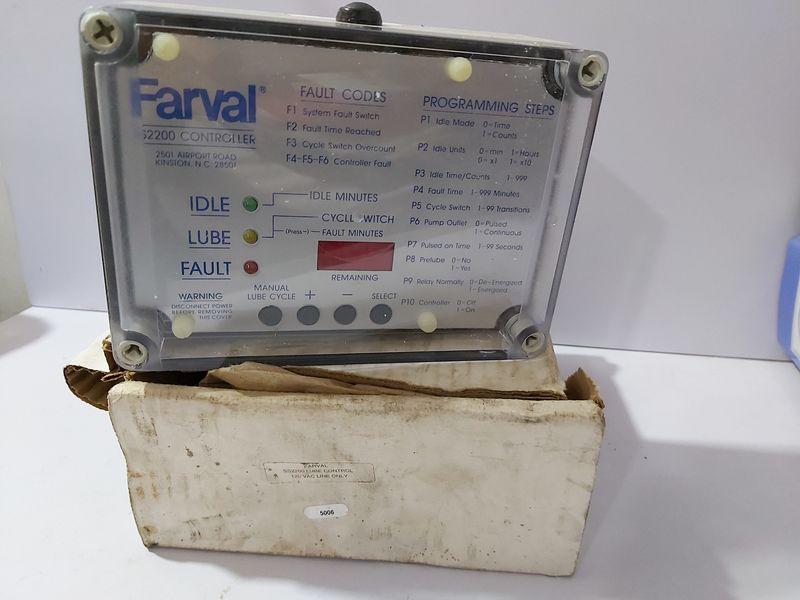 Farval®
S2200 CONTROLLER
2501 AIRPORT ROAD
KINSTON, N.C. 28501
IDLE
IDLE MINUTES
LUBE
CYCLE SWITCH
(Press −) FAULT MINUTES
FAULT
REMAINING
WARNING
DISCONNECT POWER
BEFORE REMOVING
THIS COVER
MANUAL
LUBE CYCLE
+
−
SELECT
FAULT CODES
F1 System Fault Switch
F2 Fault Time Reached
F3 Cycle Switch Overcount
F4-F5-F6 Controller Fault
PROGRAMMING STEPS
P1 Idle Mode 0=Time
1=Counts
P2 Idle Units 0=min 1=Hours
0= x1 1= x10
P3 Idle Time/Counts 1-999
P4 Fault Time 1-999 Minutes
P5 Cycle Switch 1-99 Transitions
P6 Pump Outlet 0=Pulsed
1=Continuous
P7 Pulsed on Time 1-99 Seconds
P8 Prelube 0=No
1=Yes
P9 Relay Normally 0=De-Energized
1=Energized
P10 Controller 0=Off
1=On
FARVAL
SS2200 LUBE CONTROL
120 VAC LINE ONLY
5006